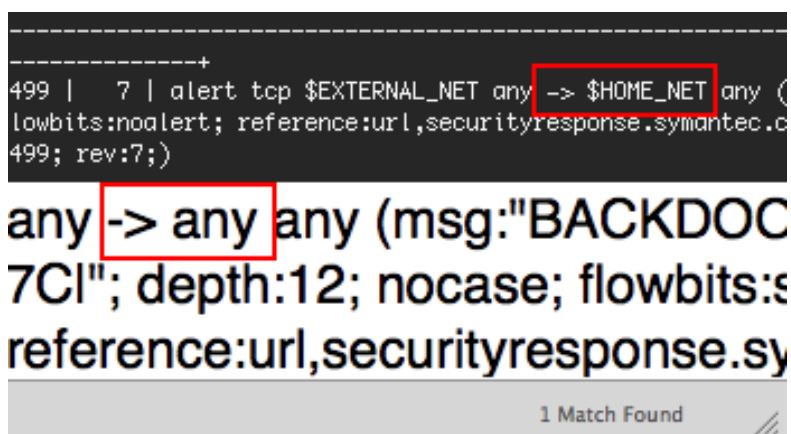 --------------------------------------------------------------
--------------+
499 |   7 | alert tcp $EXTERNAL_NET any -> $HOME_NET any (
lowbits:noalert; reference:url,securityresponse.symantec.c
499; rev:7;)
any -> any any (msg:"BACKDOO
7Cl"; depth:12; nocase; flowbits:s
reference:url,securityresponse.sy
1 Match Found